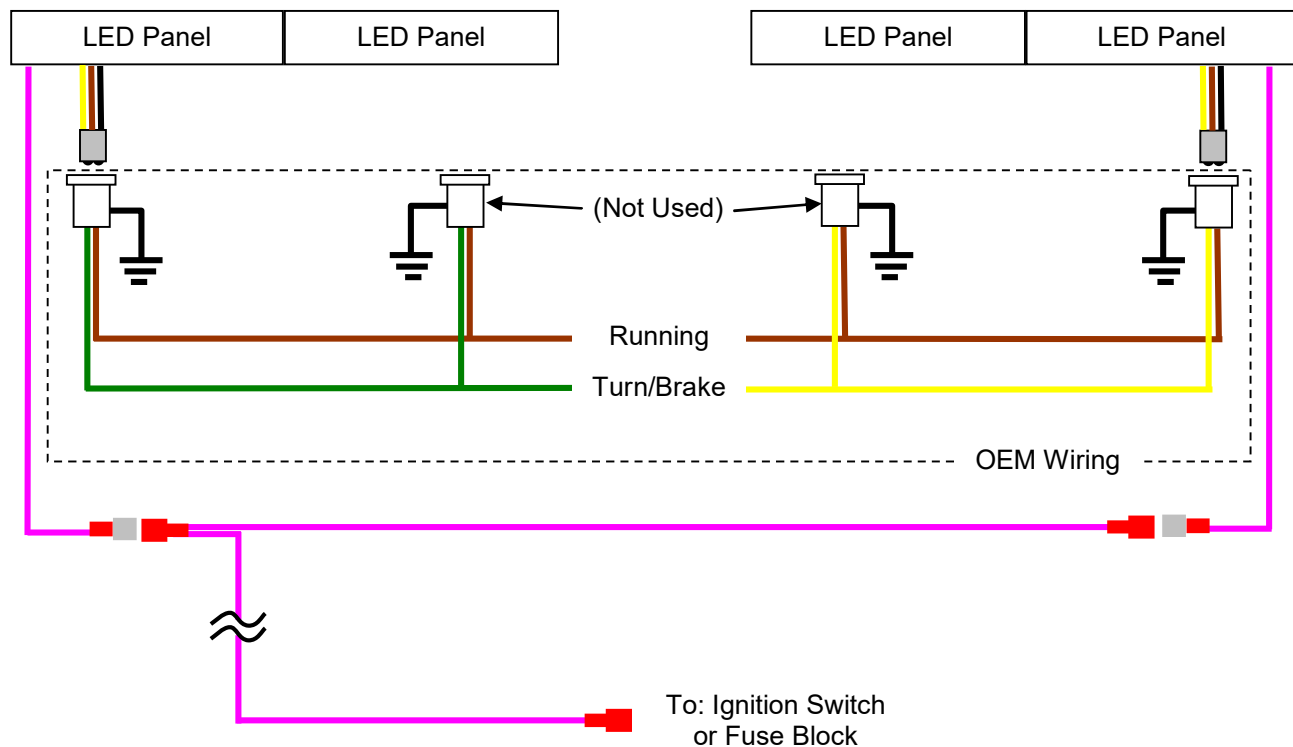 LED Panel
LED Panel
LED Panel
LED Panel
(Not Used)
Running
Turn/Brake
OEM Wiring
To: Ignition Switch
or Fuse Block